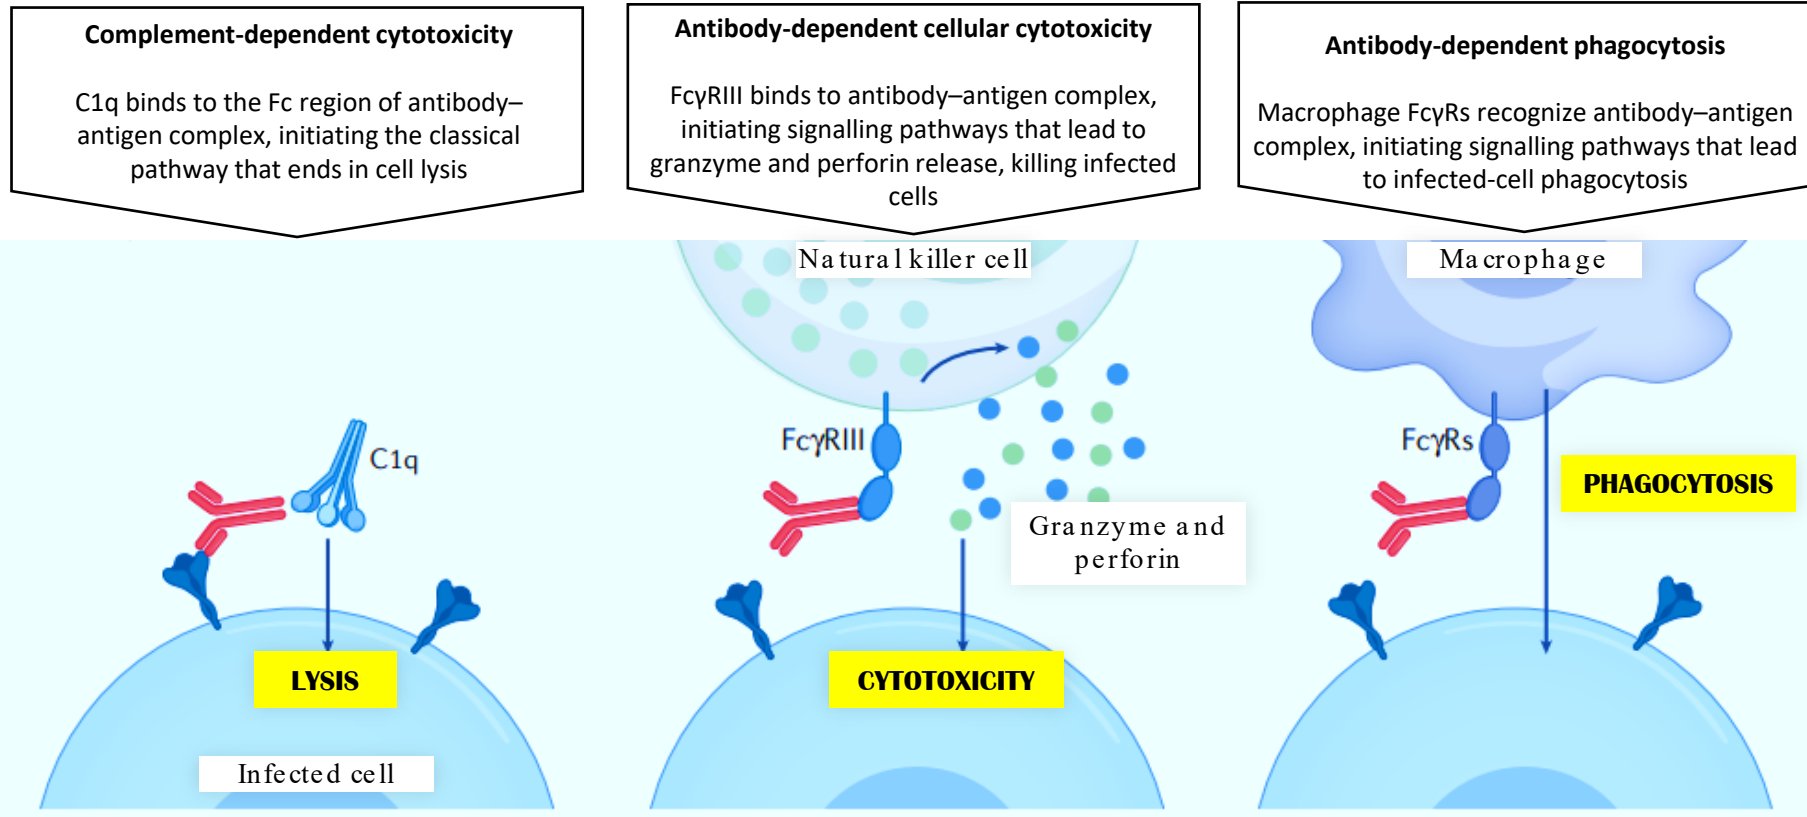 Complement-dependent cytotoxicity
C1q binds to the Fc region of antibody–
antigen complex, initiating the classical
pathway that ends in cell lysis
Antibody-dependent cellular cytotoxicity
FcγRIII binds to antibody–antigen complex,
initiating signalling pathways that lead to
granzyme and perforin release, killing infected
cells
Antibody-dependent phagocytosis
Macrophage FcγRs recognize antibody–antigen
complex, initiating signalling pathways that lead
to infected-cell phagocytosis
Natural killer cell
Macrophage
C1q
FcγRIII
FcγRs
PHAGOCYTOSIS
Granzyme and
perforin
LYSIS
CYTOTOXICITY
Infected cell